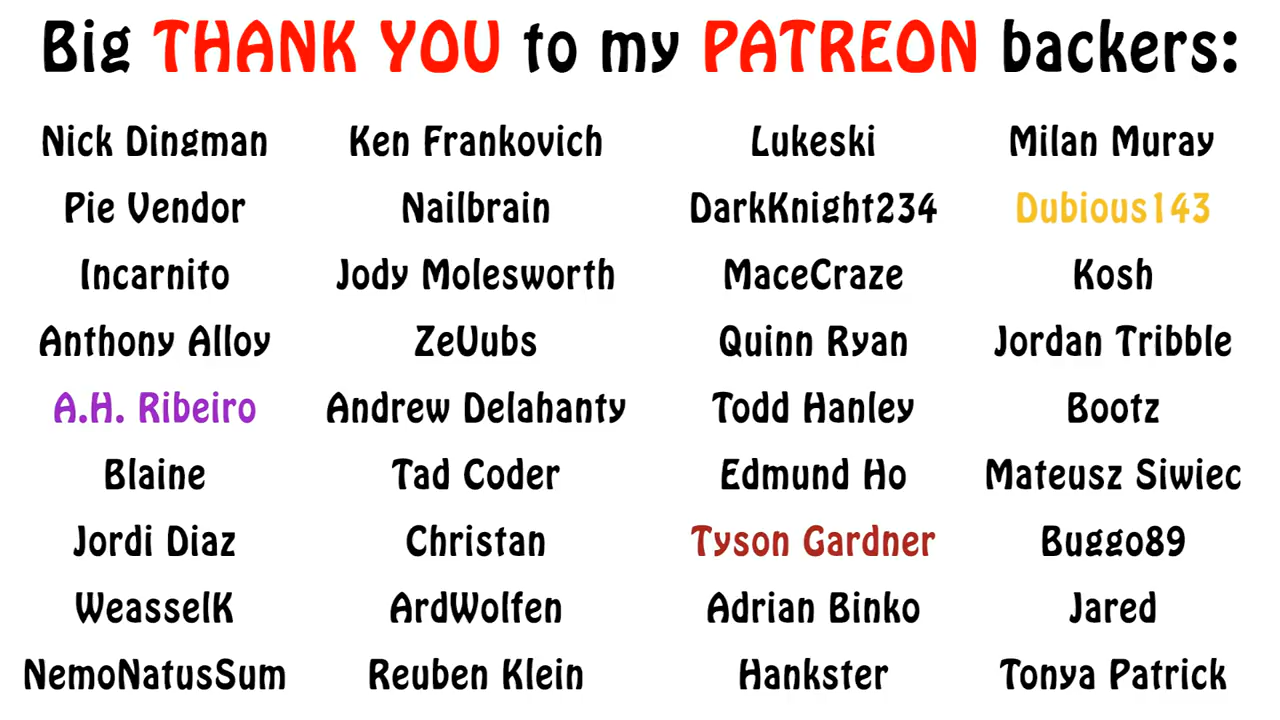 Big THANK YOU to my PATREON backers:
Nick Dingman Ken Frankovich Lukeski Milan Muray
Pie Vendor Nailbrain DarkKnight234 Dubious143
Incarnito Jody Molesworth MaceCraze Kosh
Anthony Alloy ZeVubs Quinn Ryan Jordan Tribble
A.H. Ribeiro Andrew Delahanty Todd Hanley Bootz
Blaine Tad Coder Edmund Ho Mateusz Siwiec
Jordi Diaz Christan Tyson Gardner Buggo89
WeasselK ArdWolfen Adrian Binko Jared
NemoNatusSum Reuben Klein Hankster Tonya Patrick